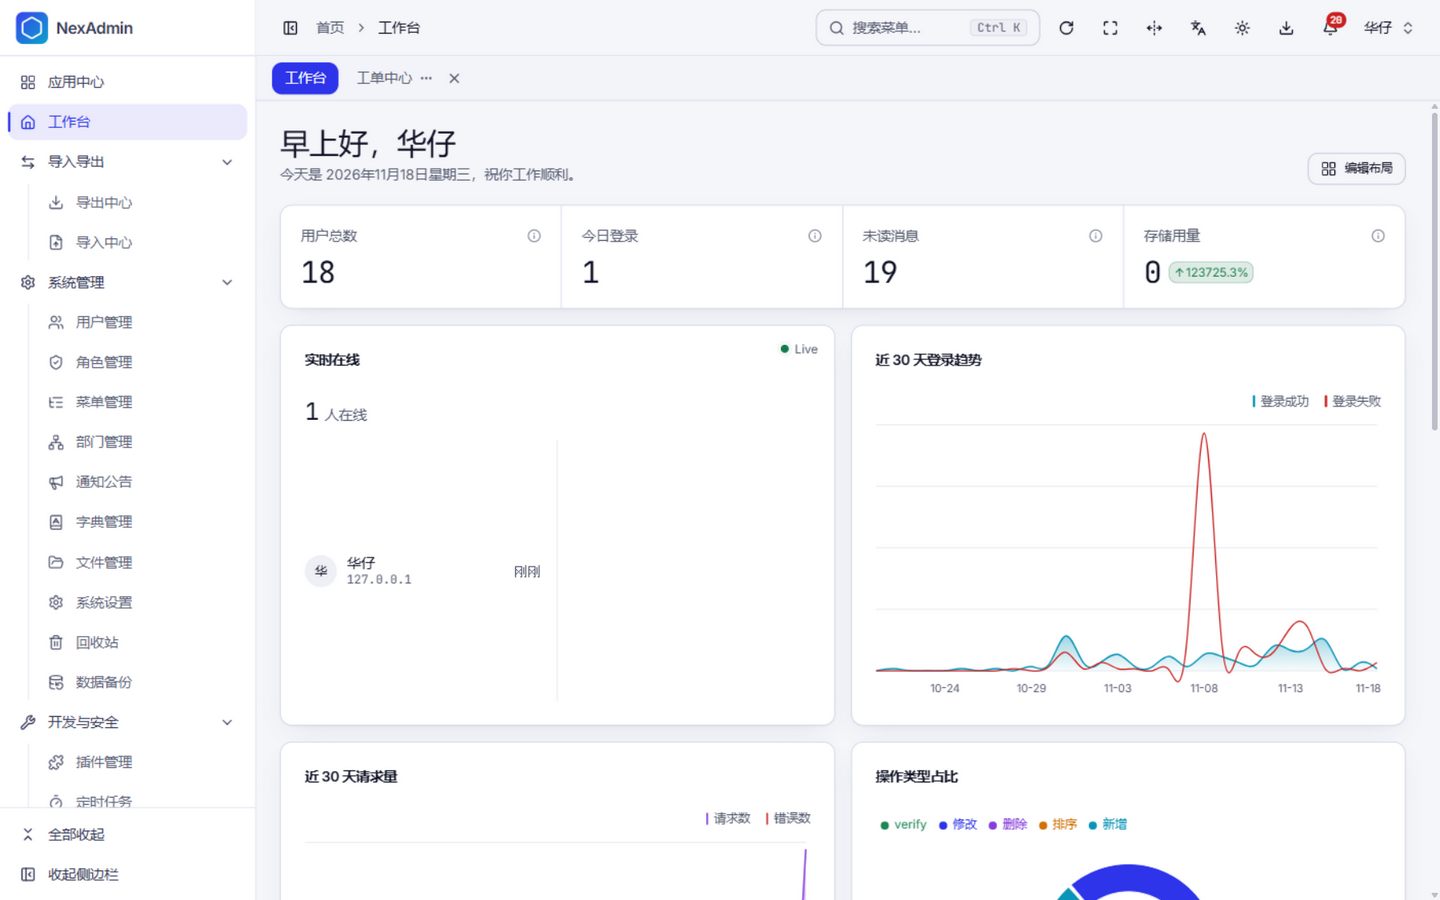 NexAdmin
首页
工作台
搜索菜单...
Ctrl K
20
华仔
应用中心
工作台
导入导出
导出中心
导入中心
系统管理
用户管理
角色管理
菜单管理
部门管理
通知公告
字典管理
文件管理
系统设置
回收站
数据备份
开发与安全
插件管理
定时任务
全部收起
收起侧边栏
工作台
工单中心
早上好，华仔
今天是 2026年11月18日星期三，祝你工作顺利。
编辑布局
用户总数
18
今日登录
1
未读消息
19
存储用量
0
↑123725.3%
实时在线
Live
1 人在线
华
华仔
127.0.0.1
刚刚
近 30 天登录趋势
登录成功
登录失败
10-24
10-29
11-03
11-08
11-13
11-18
近 30 天请求量
请求数
错误数
操作类型占比
verify
修改
删除
排序
新增